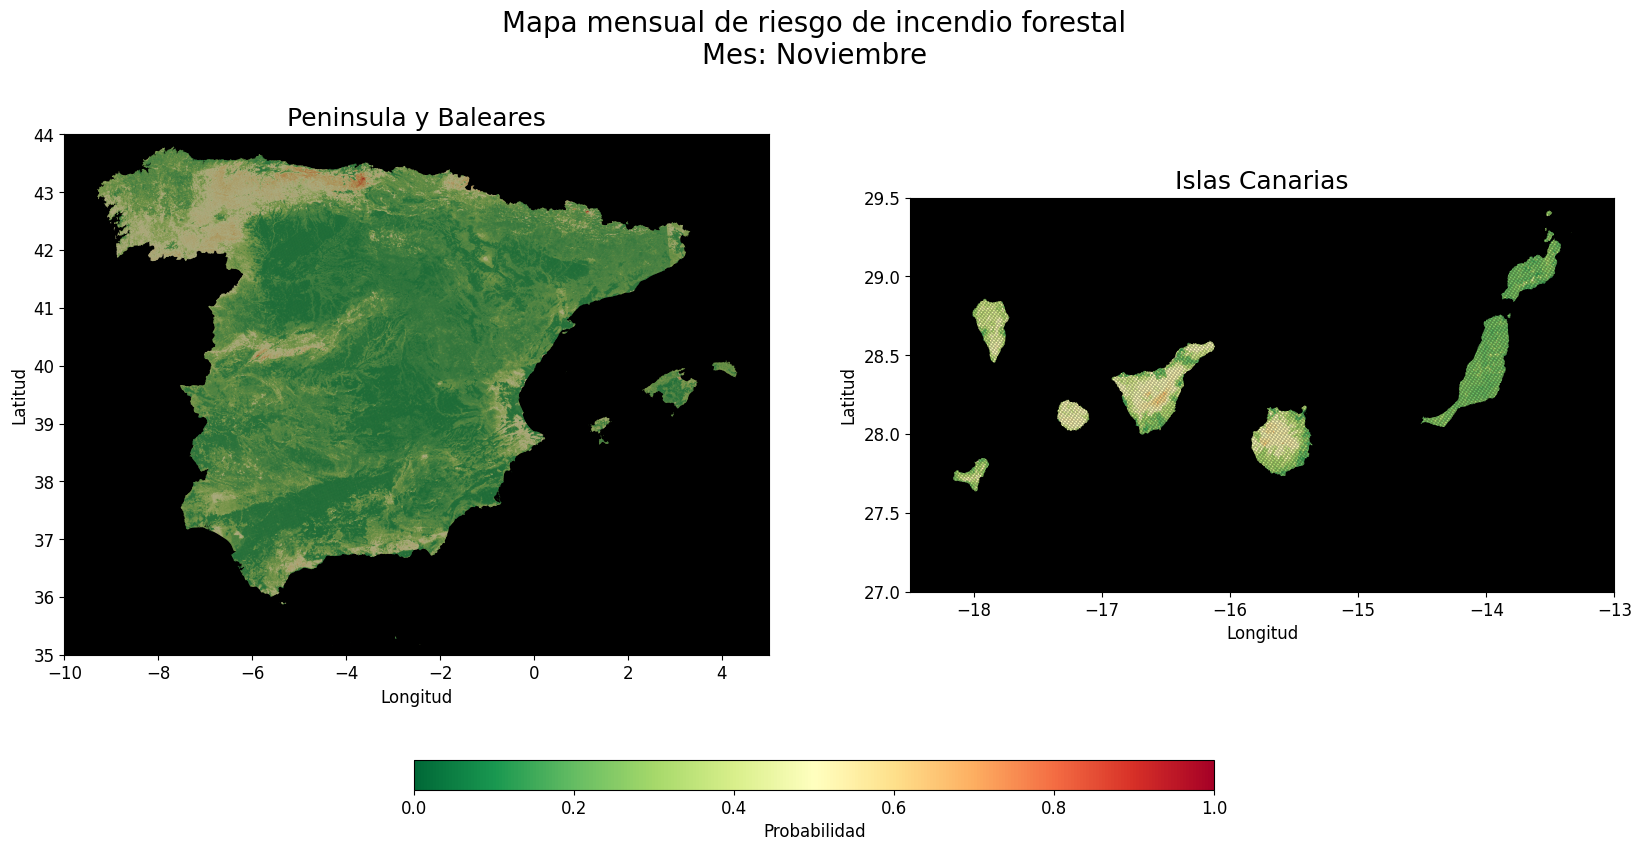 Mapa mensual de riesgo de incendio forestal
Mes: Noviembre
Peninsula y Baleares
44
43
42
41
40
39
38
37
36
35
Latitud
−10 −8 −6 −4 −2 0 2 4
Longitud
Islas Canarias
29.5
29.0
28.5
28.0
27.5
27.0
Latitud
−18 −17 −16 −15 −14 −13
Longitud
0.0 0.2 0.4 0.6 0.8 1.0
Probabilidad